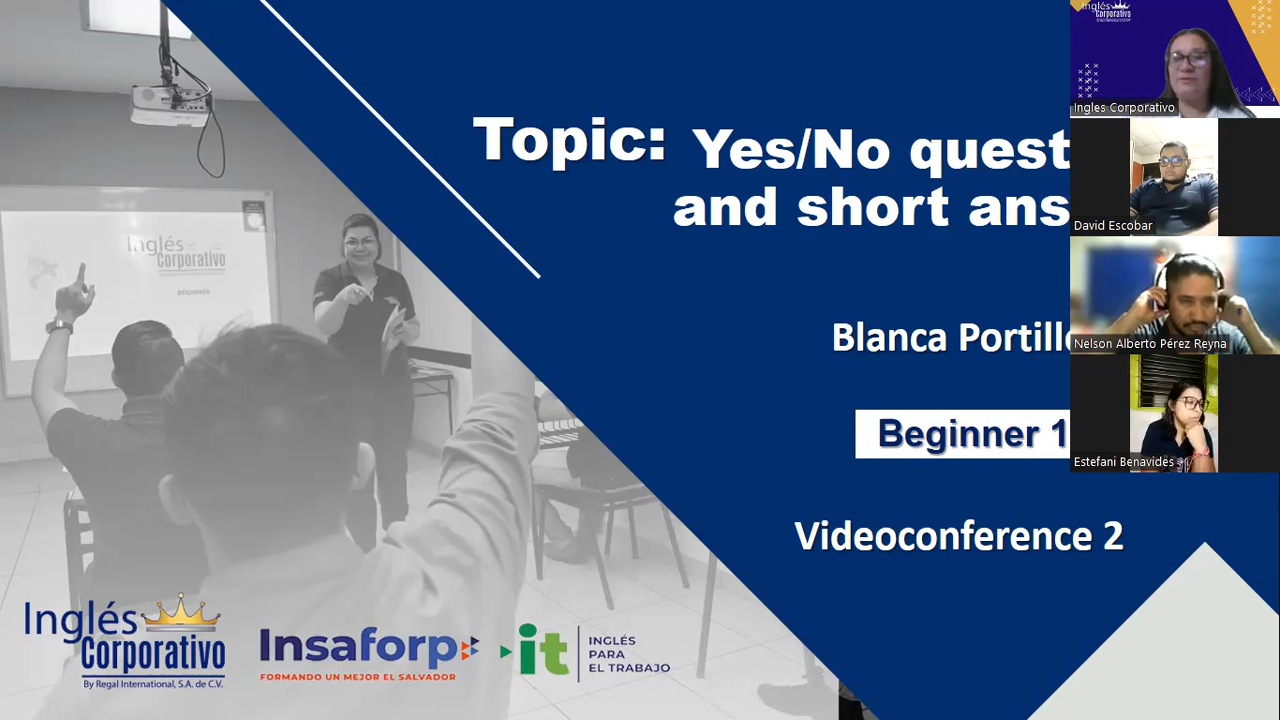 Topic: Yes/No quest
and short ans
Blanca Portillo
Beginner 1
Videoconference 2
Inglés
Corporativo
BEGINNER
Inglés
Corporativo
By Regal International, S.A. de C.V.
Insaforp
FORMANDO UN MEJOR EL SALVADOR
it
INGLÉS
PARA
EL TRABAJO
Inglés
Corporativo
Ingles Corporativo
David Escobar
Nelson Alberto Pérez Reyna
Estefani Benavides